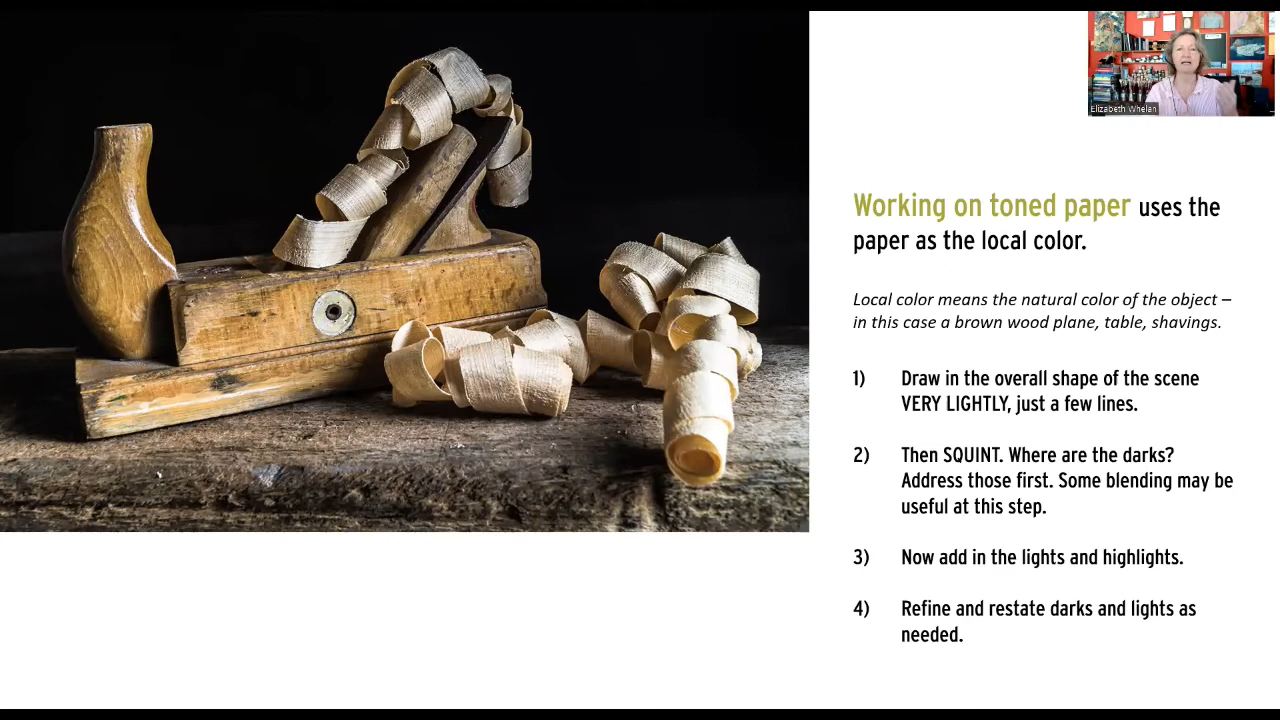 Elizabeth Whelan
Working on toned paper uses the
paper as the local color.
Local color means the natural color of the object –
in this case a brown wood plane, table, shavings.
1) Draw in the overall shape of the scene
VERY LIGHTLY, just a few lines.
2) Then SQUINT. Where are the darks?
Address those first. Some blending may be
useful at this step.
3) Now add in the lights and highlights.
4) Refine and restate darks and lights as
needed.